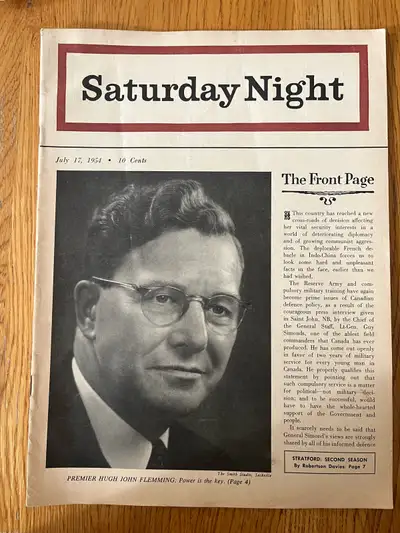 Saturday Night
July 17, 1954 • 10 Cents
The Front Page
This country has reached a new
cross-roads of decision affecting
her vital security interests in a
world of deteriorating diplomacy
and of growing communist aggres-
sion. The deplorable French de-
bacle in Indo-China forces us to
look some hard and unpleasant
facts in the face, earlier than we
had wished.
The Reserve Army and com-
pulsory military training have again
become prime issues of Canadian
defence policy, as a result of the
courageous press interview given
in Saint John, NB, by the Chief of
the General Staff, Lt-Gen. Guy
Simonds, one of the ablest field
commanders that Canada has ever
produced. He has come out openly
in favor of two years of military
service for every young man in
Canada. He properly qualifies this
statement by pointing out that
such compulsory service is a matter
for political—not military deci-
sion; and to be successful, would
have to have the whole-hearted
support of the Government and
people.
It scarcely needs to be said that
General Simond's views are strongly
shared by all of his informed defence
STRATFORD: SECOND SEASON
By Robertson Davies: Page 7
The Smith Studio, Sackville
PREMIER HUGH JOHN FLEMMING: Power is the key. (Page 4)